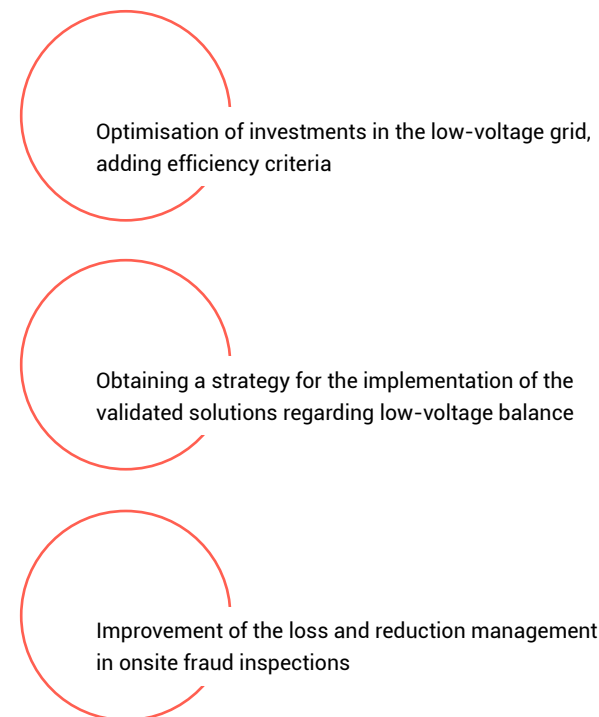 Optimisation of investments in the low-voltage grid,
adding efficiency criteria
Obtaining a strategy for the implementation of the
validated solutions regarding low-voltage balance
Improvement of the loss and reduction management
in onsite fraud inspections